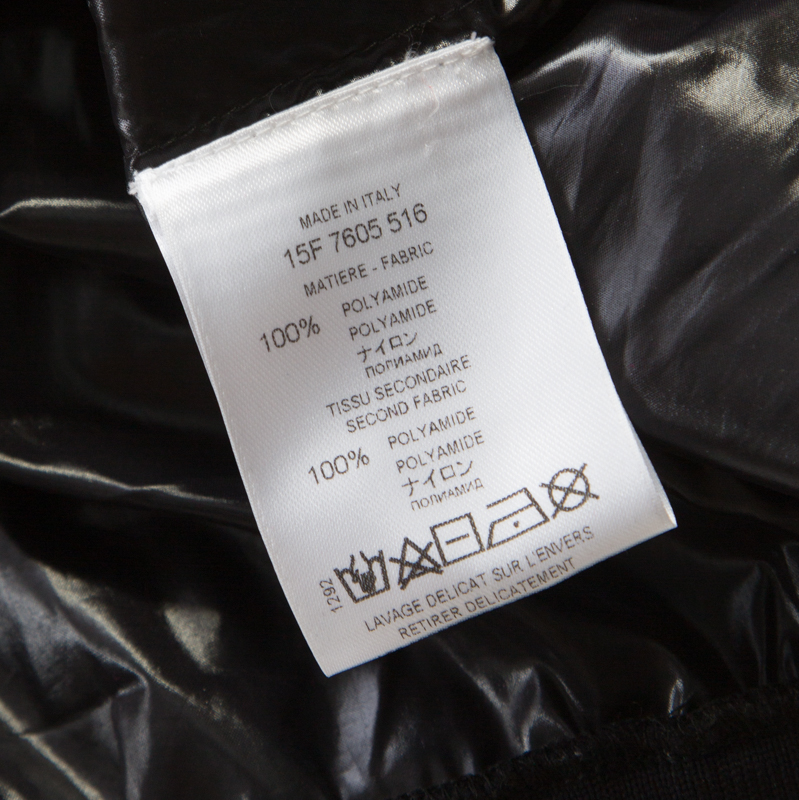 MADE IN ITALY
15F 7605 516
MATIERE - FABRIC
100% POLYAMIDE
POLYAMIDE
ナイロン
ПОЛИАМИД
TISSU SECONDAIRE
SECOND FABRIC
100% POLYAMIDE
POLYAMIDE
ナイロン
ПОЛИАМИД
1292
LAVAGE DELICAT SUR L'ENVERS
RETIRER DELICATEMENT